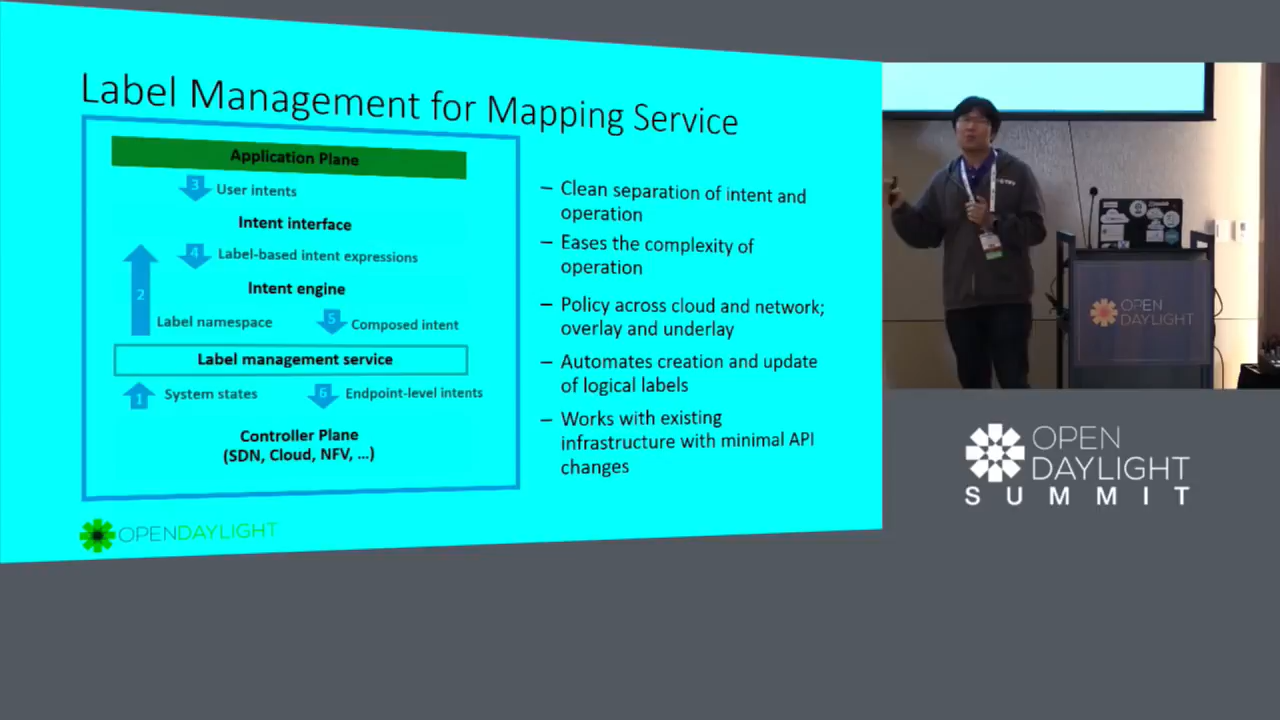 Label Management for Mapping Service
Application Plane
3
User intents
Intent interface
4
Label-based intent expressions
Intent engine
2
Label namespace
5
Composed intent
Label management service
1
System states
6
Endpoint-level intents
Controller Plane
(SDN, Cloud, NFV, ...)
– Clean separation of intent and
operation
– Eases the complexity of
operation
– Policy across cloud and network;
overlay and underlay
– Automates creation and update
of logical labels
– Works with existing
infrastructure with minimal API
changes
OPENDAYLIGHT
OPEN
DAYLIGHT
OPEN
DAYLIGHT
SUMMIT